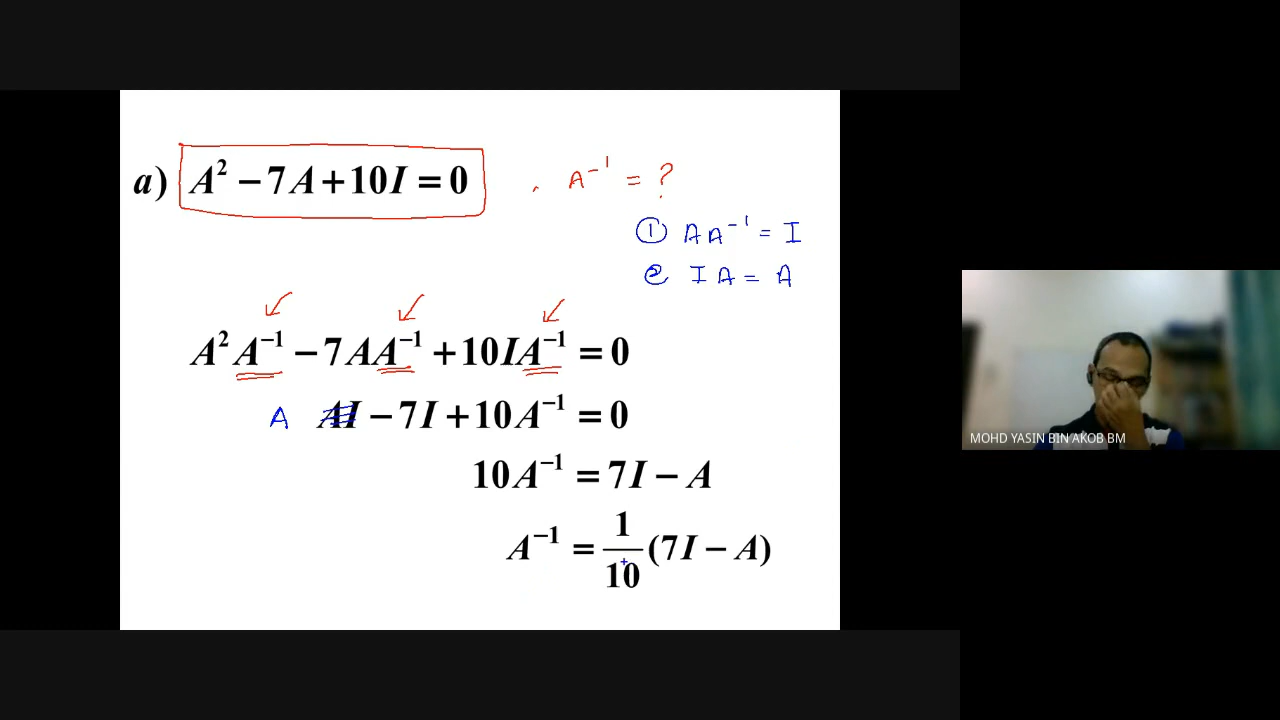 a) A² − 7A + 10I = 0
. A⁻¹ = ?
① AA⁻¹ = I
② IA = A
A²A⁻¹ − 7AA⁻¹ + 10IA⁻¹ = 0
A AI − 7I + 10A⁻¹ = 0
10A⁻¹ = 7I − A
A⁻¹ = 1/10 (7I − A)
MOHD YASIN BIN AKOB BM